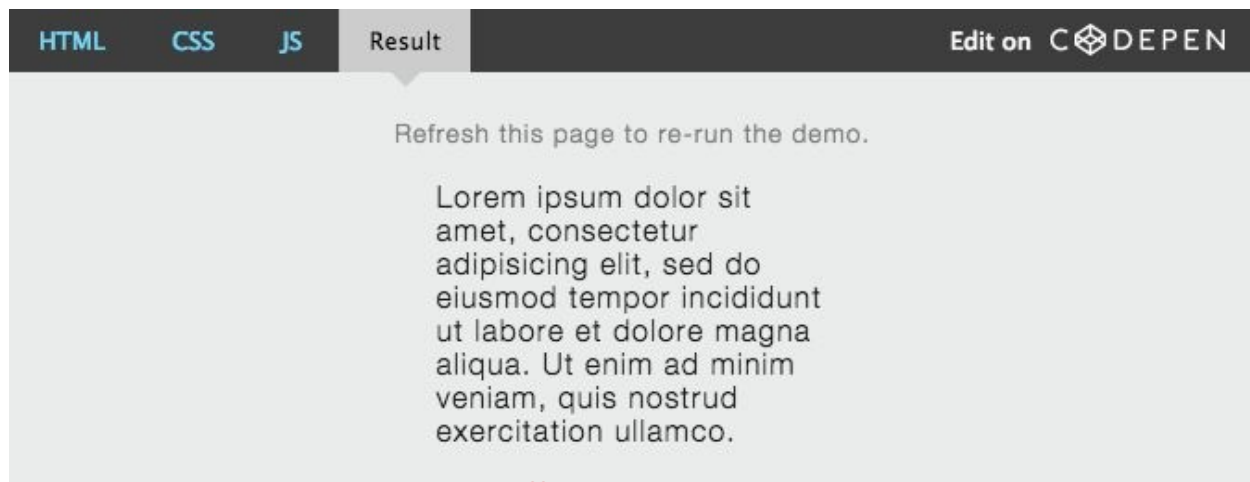 HTML CSS JS Result Edit on CODEPEN
Refresh this page to re-run the demo.
Lorem ipsum dolor sit
amet, consectetur
adipisicing elit, sed do
eiusmod tempor incididunt
ut labore et dolore magna
aliqua. Ut enim ad minim
veniam, quis nostrud
exercitation ullamco.